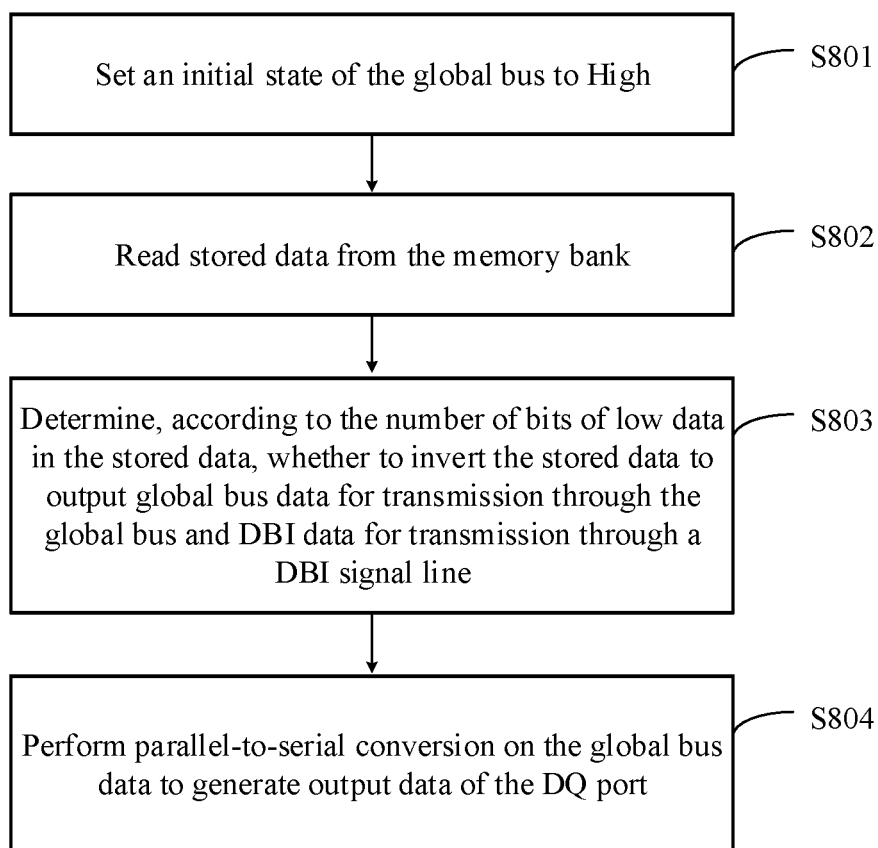 Set an initial state of the global bus to High
S801
Read stored data from the memory bank
S802
Determine, according to the number of bits of low data
in the stored data, whether to invert the stored data to
output global bus data for transmission through the
global bus and DBI data for transmission through a
DBI signal line
S803
Perform parallel-to-serial conversion on the global bus
data to generate output data of the DQ port
S804